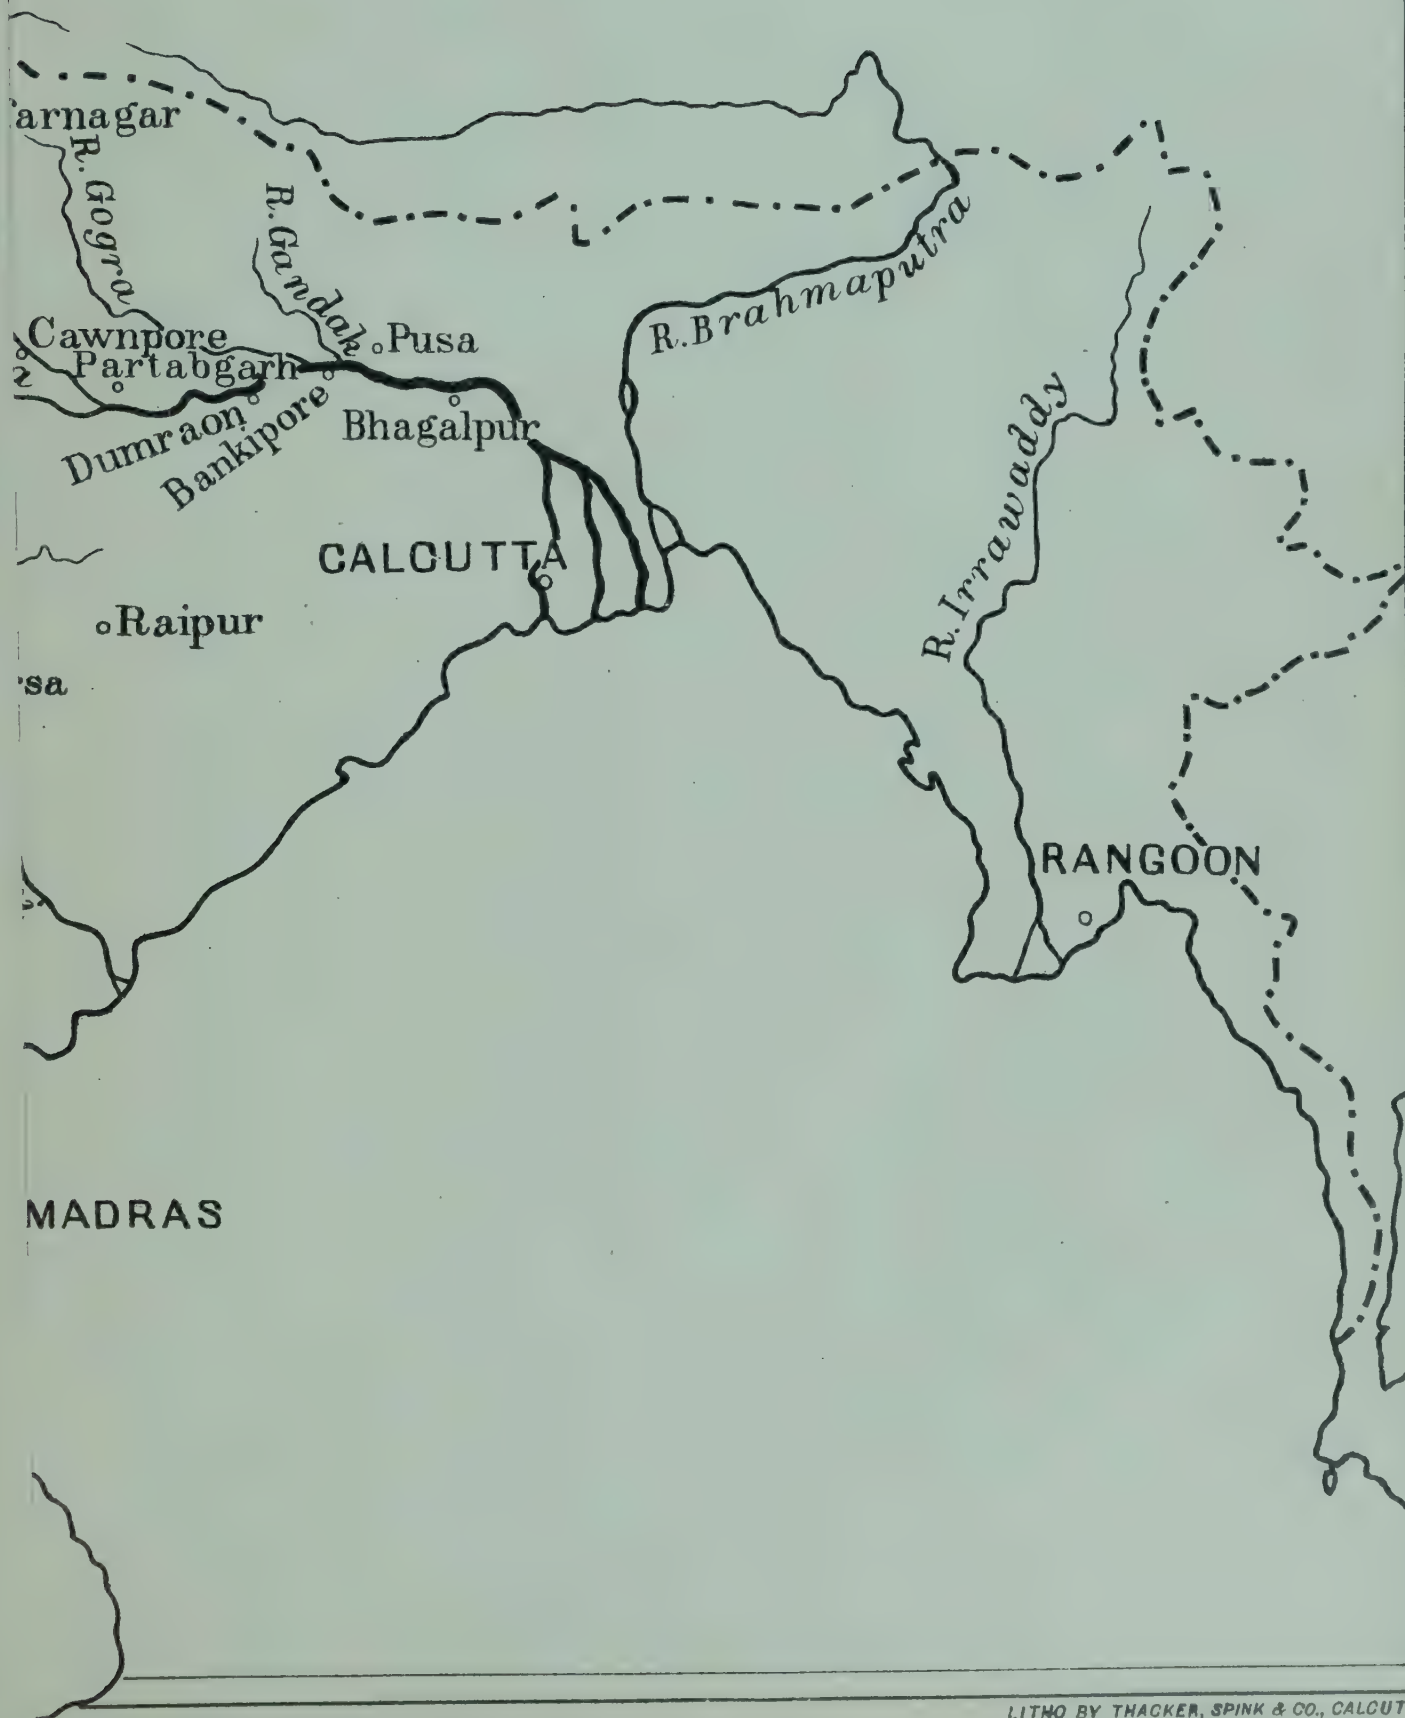 arnagar
R. Gogra
R. Gandak
R. Brahmaputra
Cawnpore
Pusa
Partabgarh
Dumraon
Bankipore
Bhagalpur
R. Irrawaddy
CALCUTTA
Raipur
sa
RANGOON
MADRAS
LITHO BY THACKER, SPINK & CO., CALCUT